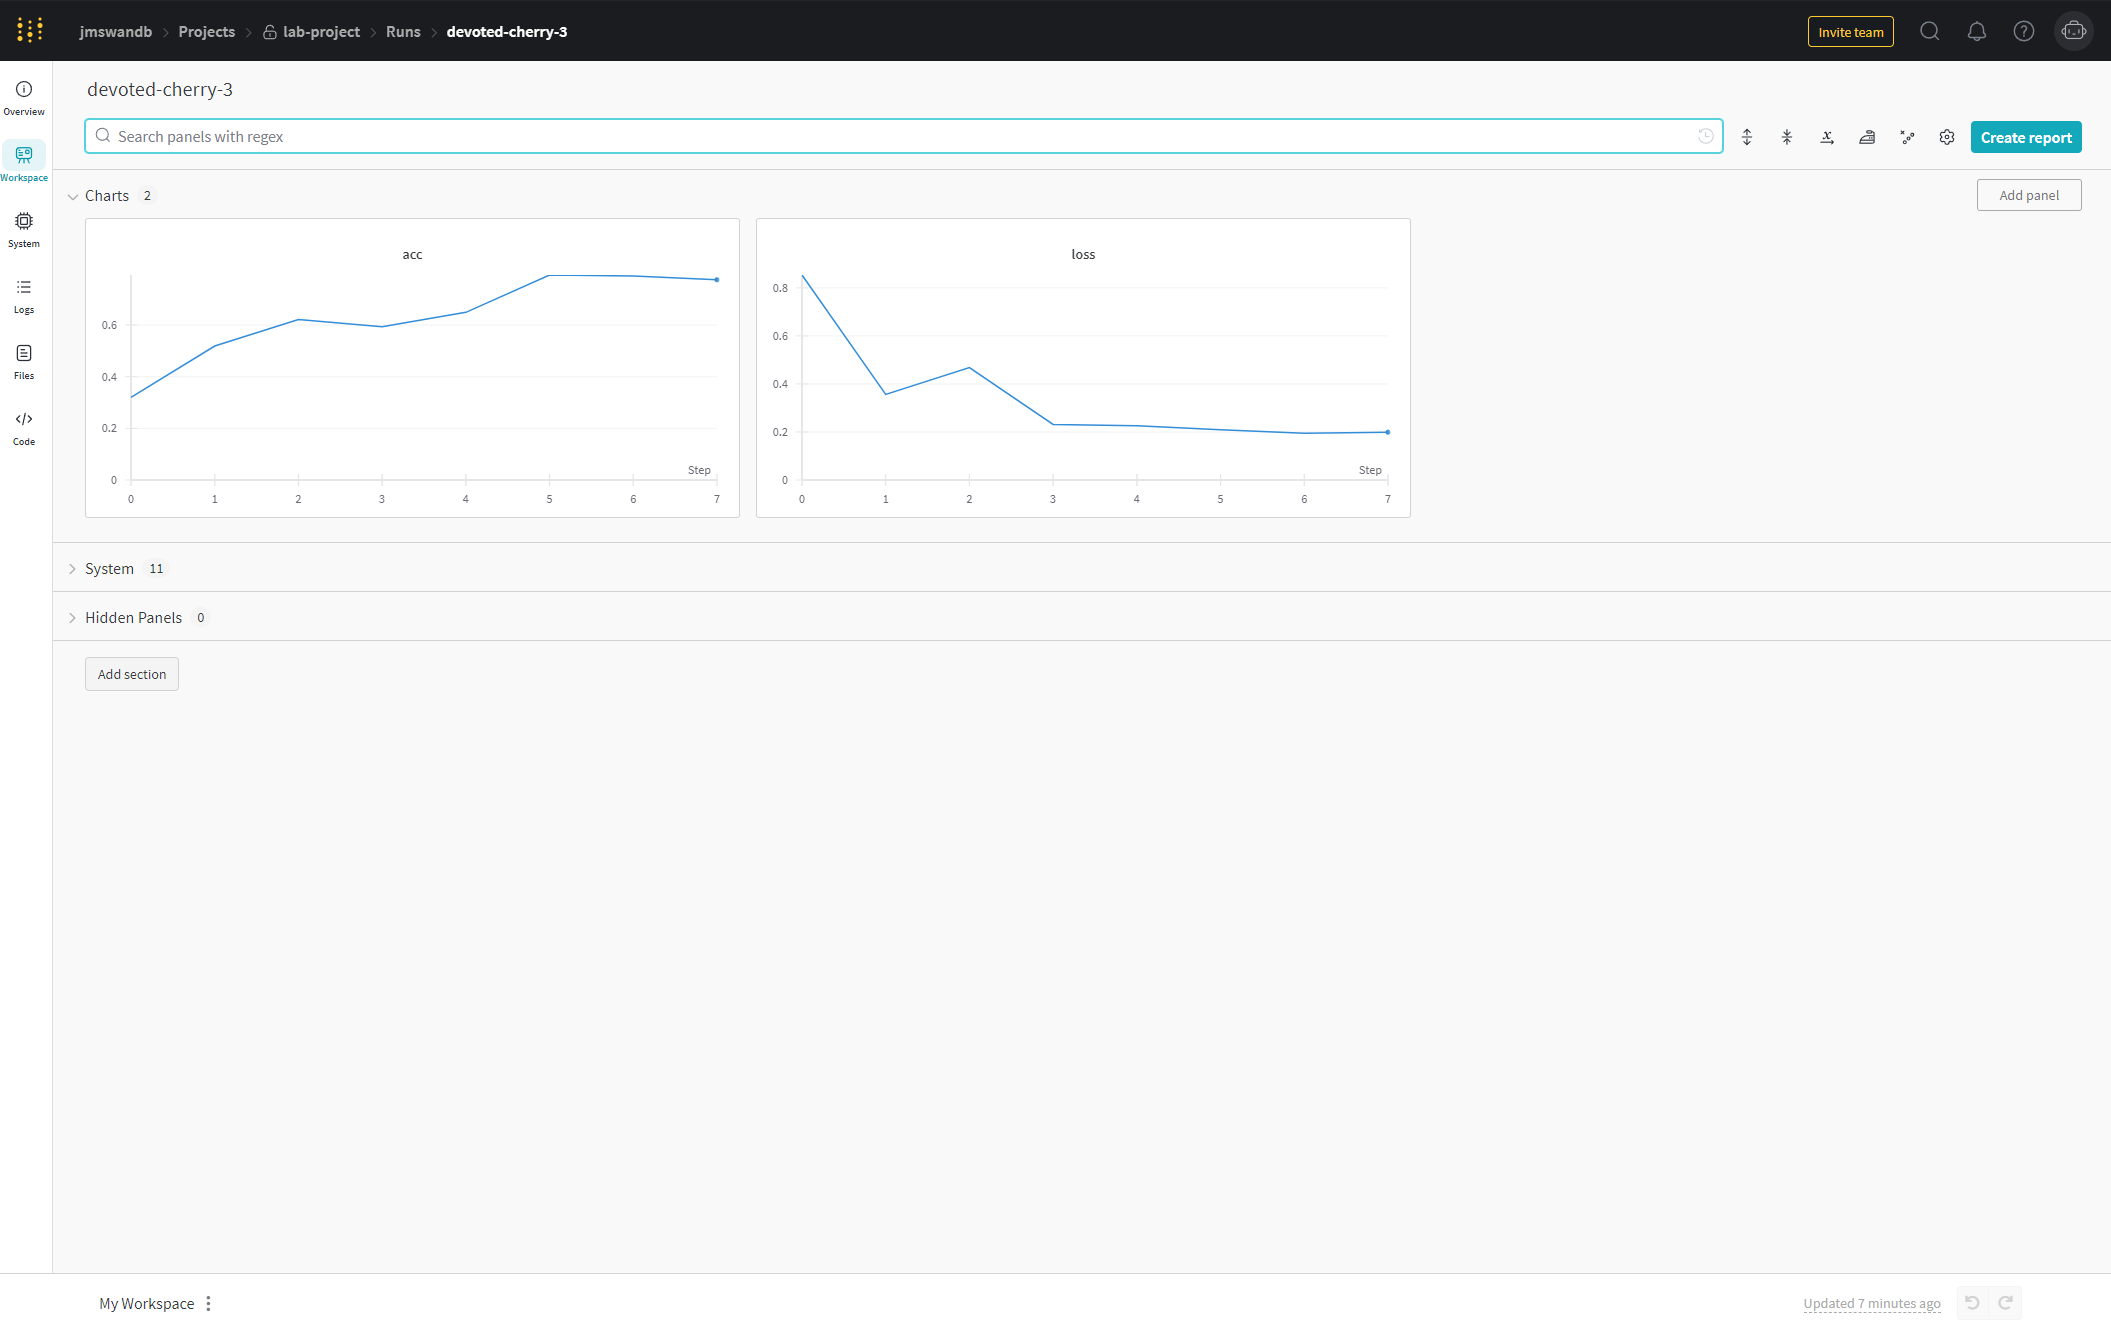 jmswandb > Projects > lab-project > Runs > devoted-cherry-3
Invite team
Overview
Workspace
System
Logs
Files
Code
devoted-cherry-3
Search panels with regex
x
Create report
Charts 2
Add panel
acc
0.6
0.4
0.2
0
Step
0 1 2 3 4 5 6 7
loss
0.8
0.6
0.4
0.2
0
Step
0 1 2 3 4 5 6 7
System 11
Hidden Panels 0
Add section
My Workspace
Updated 7 minutes ago